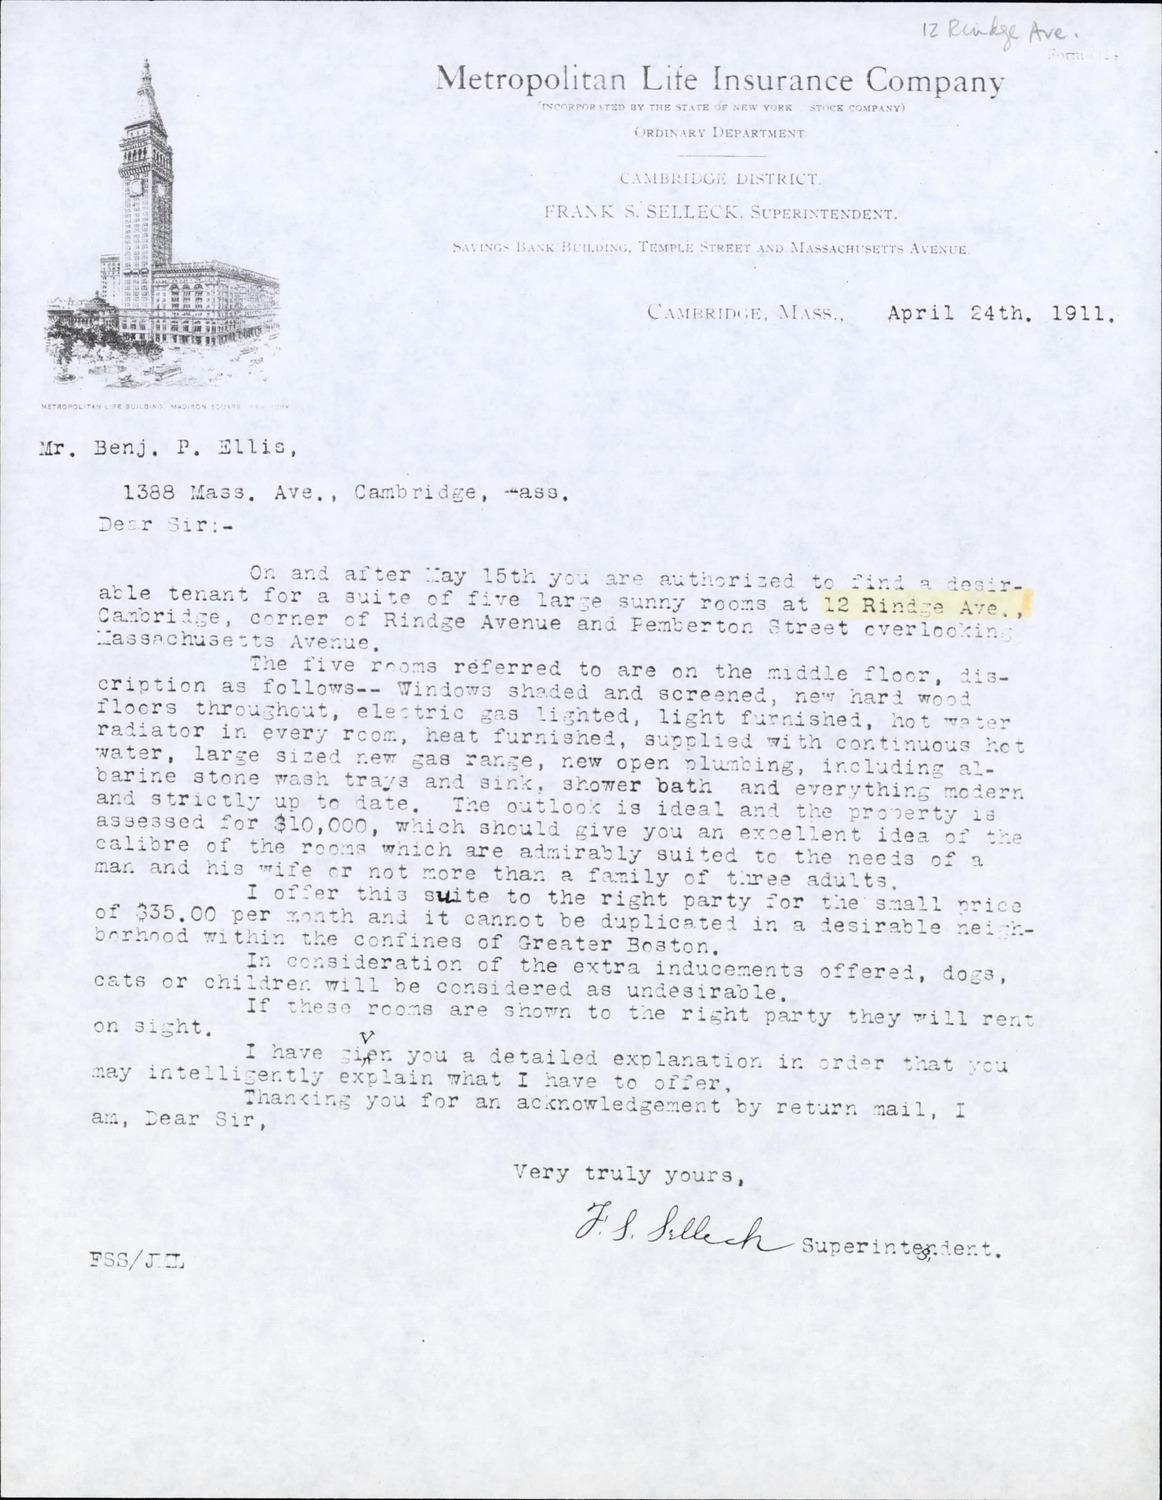 12 Rindge Ave.
Metropolitan Life Insurance Company
(INCORPORATED BY THE STATE OF NEW YORK STOCK COMPANY)
ORDINARY DEPARTMENT
CAMBRIDGE DISTRICT.
FRANK S. SELLECK, SUPERINTENDENT.
SAVINGS BANK BUILDING, TEMPLE STREET AND MASSACHUSETTS AVENUE.
CAMBRIDGE, MASS., April 24th. 1911.
METROPOLITAN LIFE BUILDING, MADISON SQUARE, NEW YORK
Mr. Benj. P. Ellis,
1388 Mass. Ave., Cambridge, Mass.
Dear Sir:-
On and after May 15th you are authorized to find a desir-
able tenant for a suite of five large sunny rooms at 12 Rindge Ave.,
Cambridge, corner of Rindge Avenue and Pemberton Street overlooking
Massachusetts Avenue.
The five rooms referred to are on the middle floor, dis-
cription as follows-- Windows shaded and screened, new hard wood
floors throughout, electric gas lighted, light furnished, hot water
radiator in every room, heat furnished, supplied with continuous hot
water, large sized new gas range, new open plumbing, including al-
barine stone wash trays and sink, shower bath and everything modern
and strictly up to date. The outlook is ideal and the property is
assessed for $10,000, which should give you an excellent idea of the
calibre of the rooms which are admirably suited to the needs of a
man and his wife or not more than a family of three adults.
I offer this suite to the right party for the small price
of $35.00 per month and it cannot be duplicated in a desirable neigh-
borhood within the confines of Greater Boston.
In consideration of the extra inducements offered, dogs,
cats or children will be considered as undesirable.
If these rooms are shown to the right party they will rent
on sight.
I have given you a detailed explanation in order that you
may intelligently explain what I have to offer.
Thanking you for an acknowledgement by return mail, I
am, Dear Sir,
Very truly yours,
F. S. Selleck Superintendent.